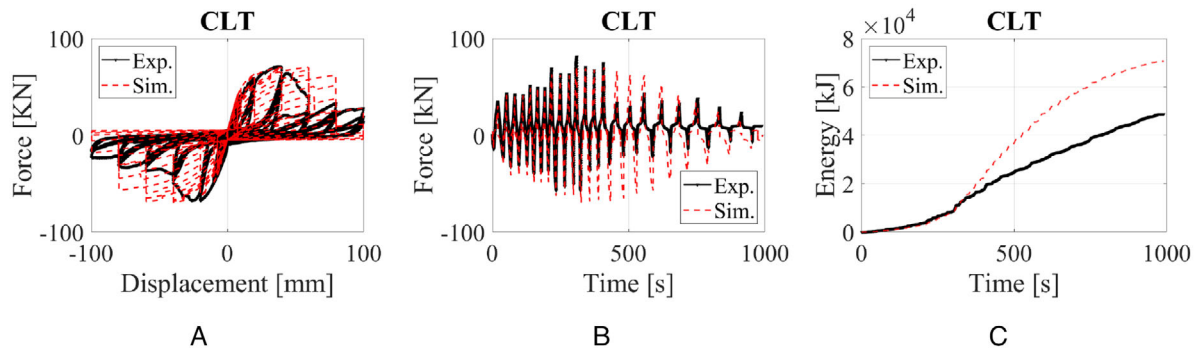 CLT
100
0
-100
Force [KN]
Exp.
Sim.
-100
0
100
Displacement [mm]
A
CLT
100
0
-100
Force [kN]
Exp.
Sim.
0
500
1000
Time [s]
B
CLT
×10⁴
8
6
4
2
0
Energy [kJ]
Exp.
Sim.
0
500
1000
Time [s]
C